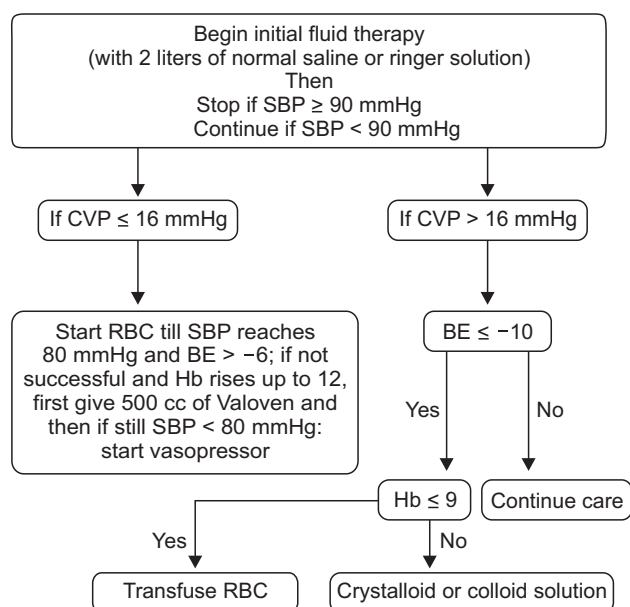 Begin initial fluid therapy
(with 2 liters of normal saline or ringer solution)
Then
Stop if SBP ≥ 90 mmHg
Continue if SBP < 90 mmHg
If CVP ≤ 16 mmHg
If CVP > 16 mmHg
Start RBC till SBP reaches
80 mmHg and BE > −6; if not
successful and Hb rises up to 12,
first give 500 cc of Valoven and
then if still SBP < 80 mmHg:
start vasopressor
BE ≤ −10
Yes
No
Hb ≤ 9
Continue care
Yes
No
Transfuse RBC
Crystalloid or colloid solution